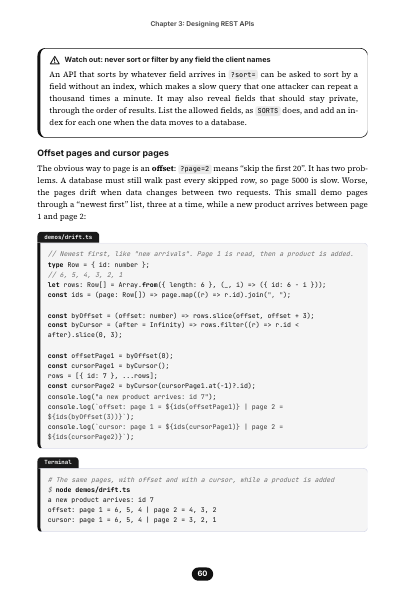 Chapter 3: Designing REST APIs
Watch out: never sort or filter by any field the client names
An API that sorts by whatever field arrives in ?sort= can be asked to sort by a
field without an index, which makes a slow query that one attacker can repeat a
thousand times a minute. It may also reveal fields that should stay private,
through the order of results. List the allowed fields, as SORTS does, and add an in-
dex for each one when the data moves to a database.
Offset pages and cursor pages
The obvious way to page is an offset: ?page=2 means “skip the first 20”. It has two prob-
lems. A database must still walk past every skipped row, so page 5000 is slow. Worse,
the pages drift when data changes between two requests. This small demo pages
through a “newest first” list, three at a time, while a new product arrives between page
1 and page 2:
demos/drift.ts
// Newest first, like "new arrivals". Page 1 is read, then a product is added.
type Row = { id: number };
// 6, 5, 4, 3, 2, 1
let rows: Row[] = Array.from({ length: 6 }, (_, i) => ({ id: 6 - i }));
const ids = (page: Row[]) => page.map((r) => r.id).join(", ");
const byOffset = (offset: number) => rows.slice(offset, offset + 3);
const byCursor = (after = Infinity) => rows.filter((r) => r.id <
after).slice(0, 3);
const offsetPage1 = byOffset(0);
const cursorPage1 = byCursor();
rows = [{ id: 7 }, ...rows];
const cursorPage2 = byCursor(cursorPage1.at(-1)?.id);
console.log("a new product arrives: id 7");
console.log(`offset: page 1 = ${ids(offsetPage1)} | page 2 =
${ids(byOffset(3))}`);
console.log(`cursor: page 1 = ${ids(cursorPage1)} | page 2 =
${ids(cursorPage2)}`);
Terminal
# The same pages, with offset and with a cursor, while a product is added
$ node demos/drift.ts
a new product arrives: id 7
offset: page 1 = 6, 5, 4 | page 2 = 4, 3, 2
cursor: page 1 = 6, 5, 4 | page 2 = 3, 2, 1
60